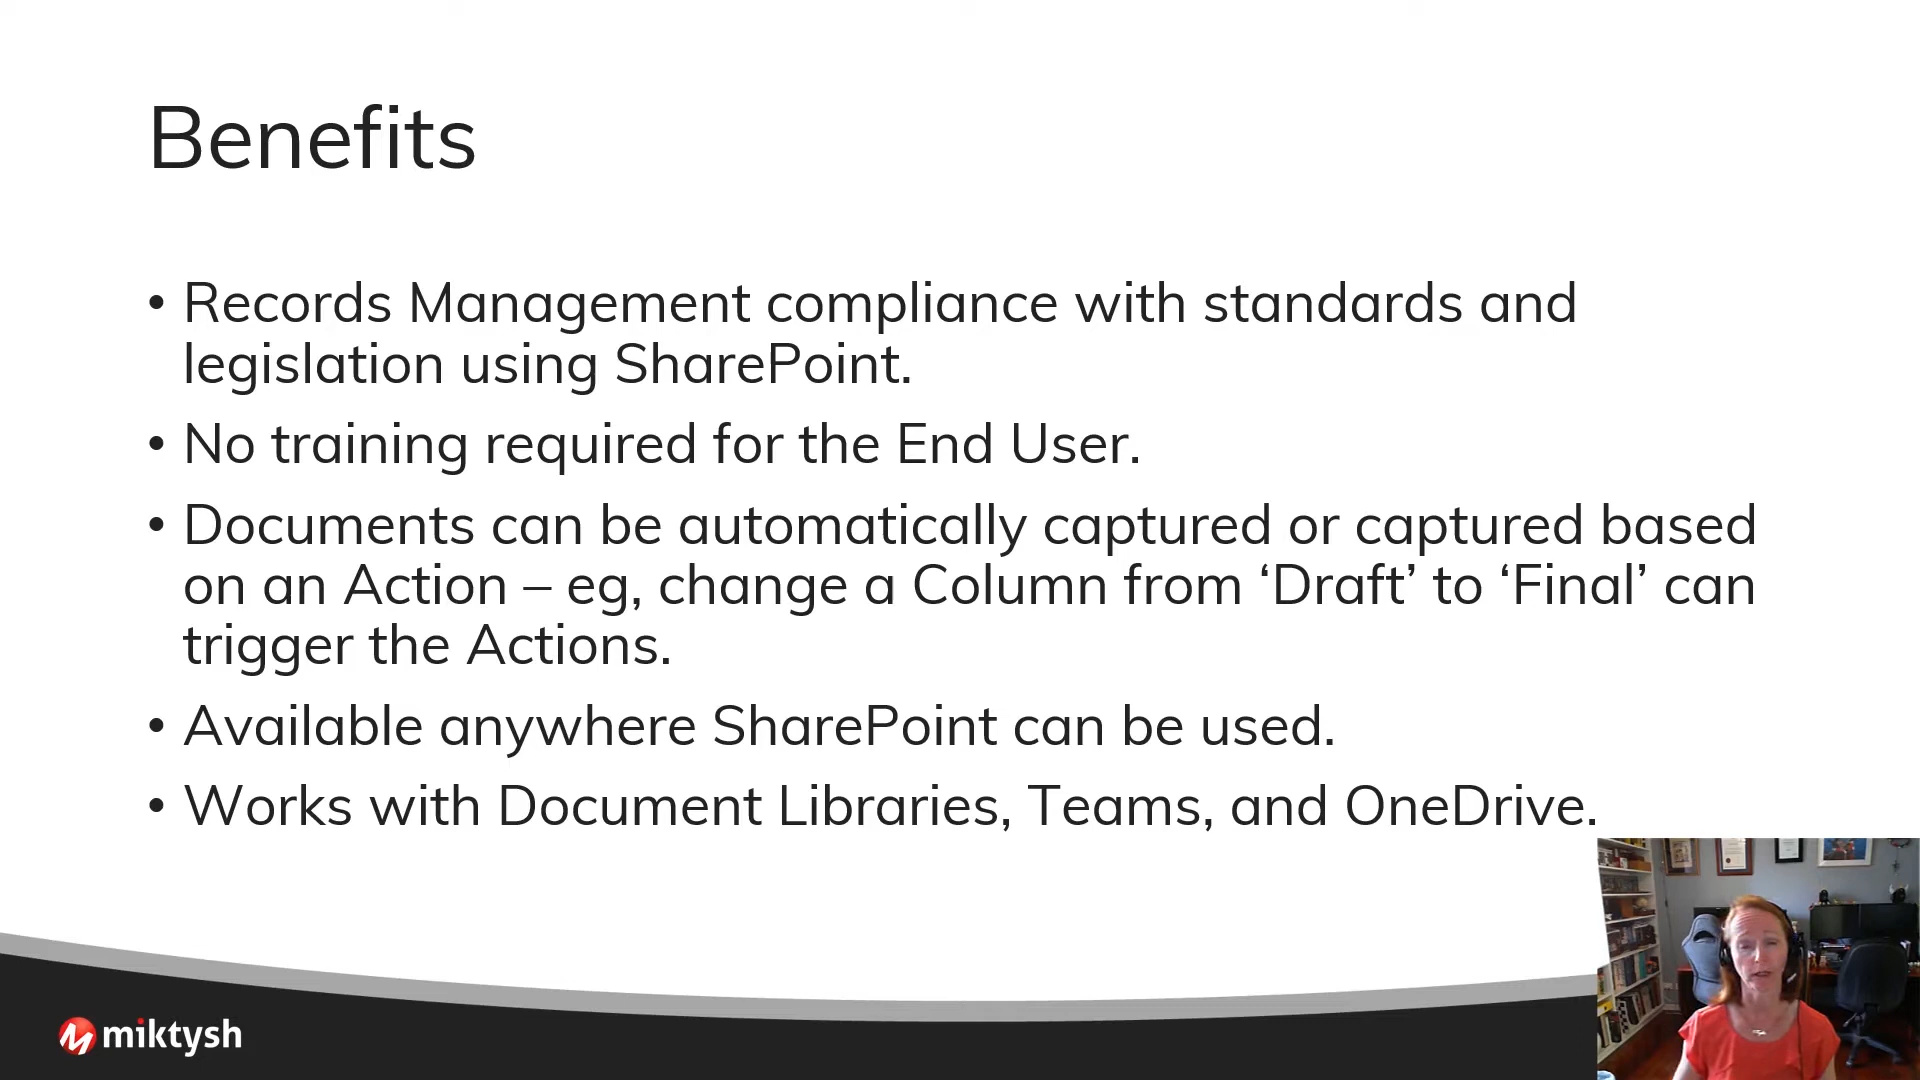 Benefits
• Records Management compliance with standards and
legislation using SharePoint.
• No training required for the End User.
• Documents can be automatically captured or captured based
on an Action – eg, change a Column from ‘Draft’ to ‘Final’ can
trigger the Actions.
• Available anywhere SharePoint can be used.
• Works with Document Libraries, Teams, and OneDrive.
miktysh